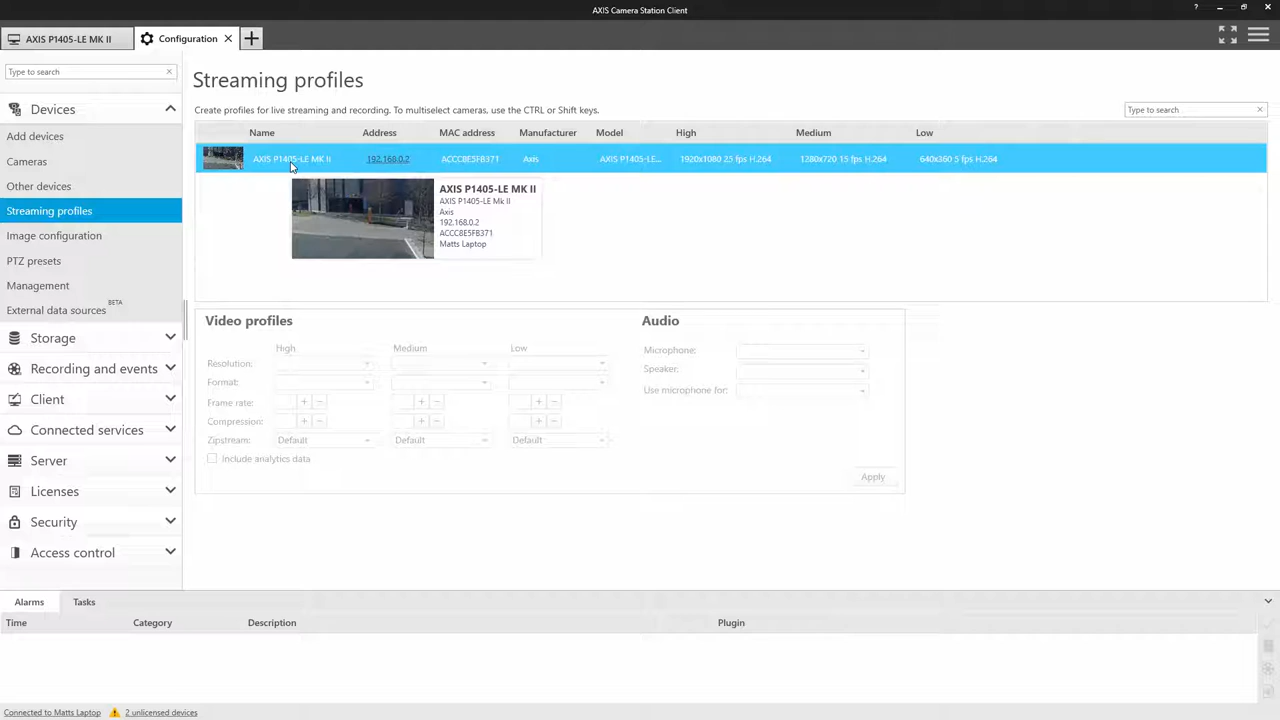 AXIS Camera Station Client
?
AXIS P1405-LE MK II
Configuration
Type to search
Devices
Add devices
Cameras
Other devices
Streaming profiles
Image configuration
PTZ presets
Management
External data sources BETA
Storage
Recording and events
Client
Connected services
Server
Licenses
Security
Access control
Streaming profiles
Create profiles for live streaming and recording. To multiselect cameras, use the CTRL or Shift keys.
Type to search
Name Address MAC address Manufacturer Model High Medium Low
AXIS P1405-LE MK II 192.168.0.2 ACCC8E5FB371 Axis AXIS P1405-LE... 1920x1080 25 fps H.264 1280x720 15 fps H.264 640x360 5 fps H.264
AXIS P1405-LE MK II
AXIS P1405-LE Mk II
Axis
192.168.0.2
ACCC8E5FB371
Matts Laptop
Video profiles
High Medium Low
Resolution:
Format:
Frame rate: + − + − + −
Compression: + − + − + −
Zipstream: Default Default Default
Include analytics data
Audio
Microphone:
Speaker:
Use microphone for:
Apply
Alarms Tasks
Time Category Description Plugin
Connected to Matts Laptop 2 unlicensed devices